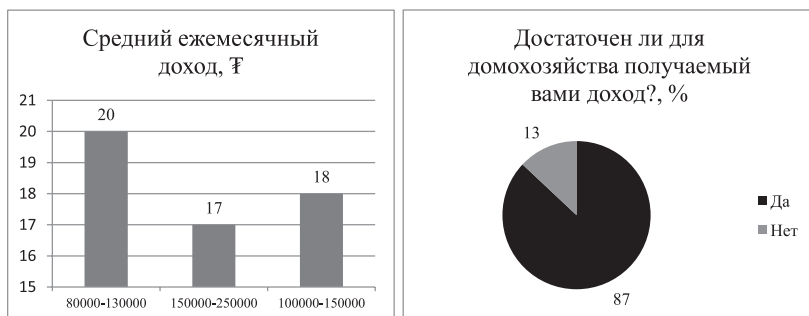 Средний ежемесячный
доход, ₮
21
20
19
18
17
16
15
20
17
18
80000-130000
150000-250000
100000-150000
Достаточен ли для
домохозяйства получаемый
вами доход?, %
13
87
Да
Нет